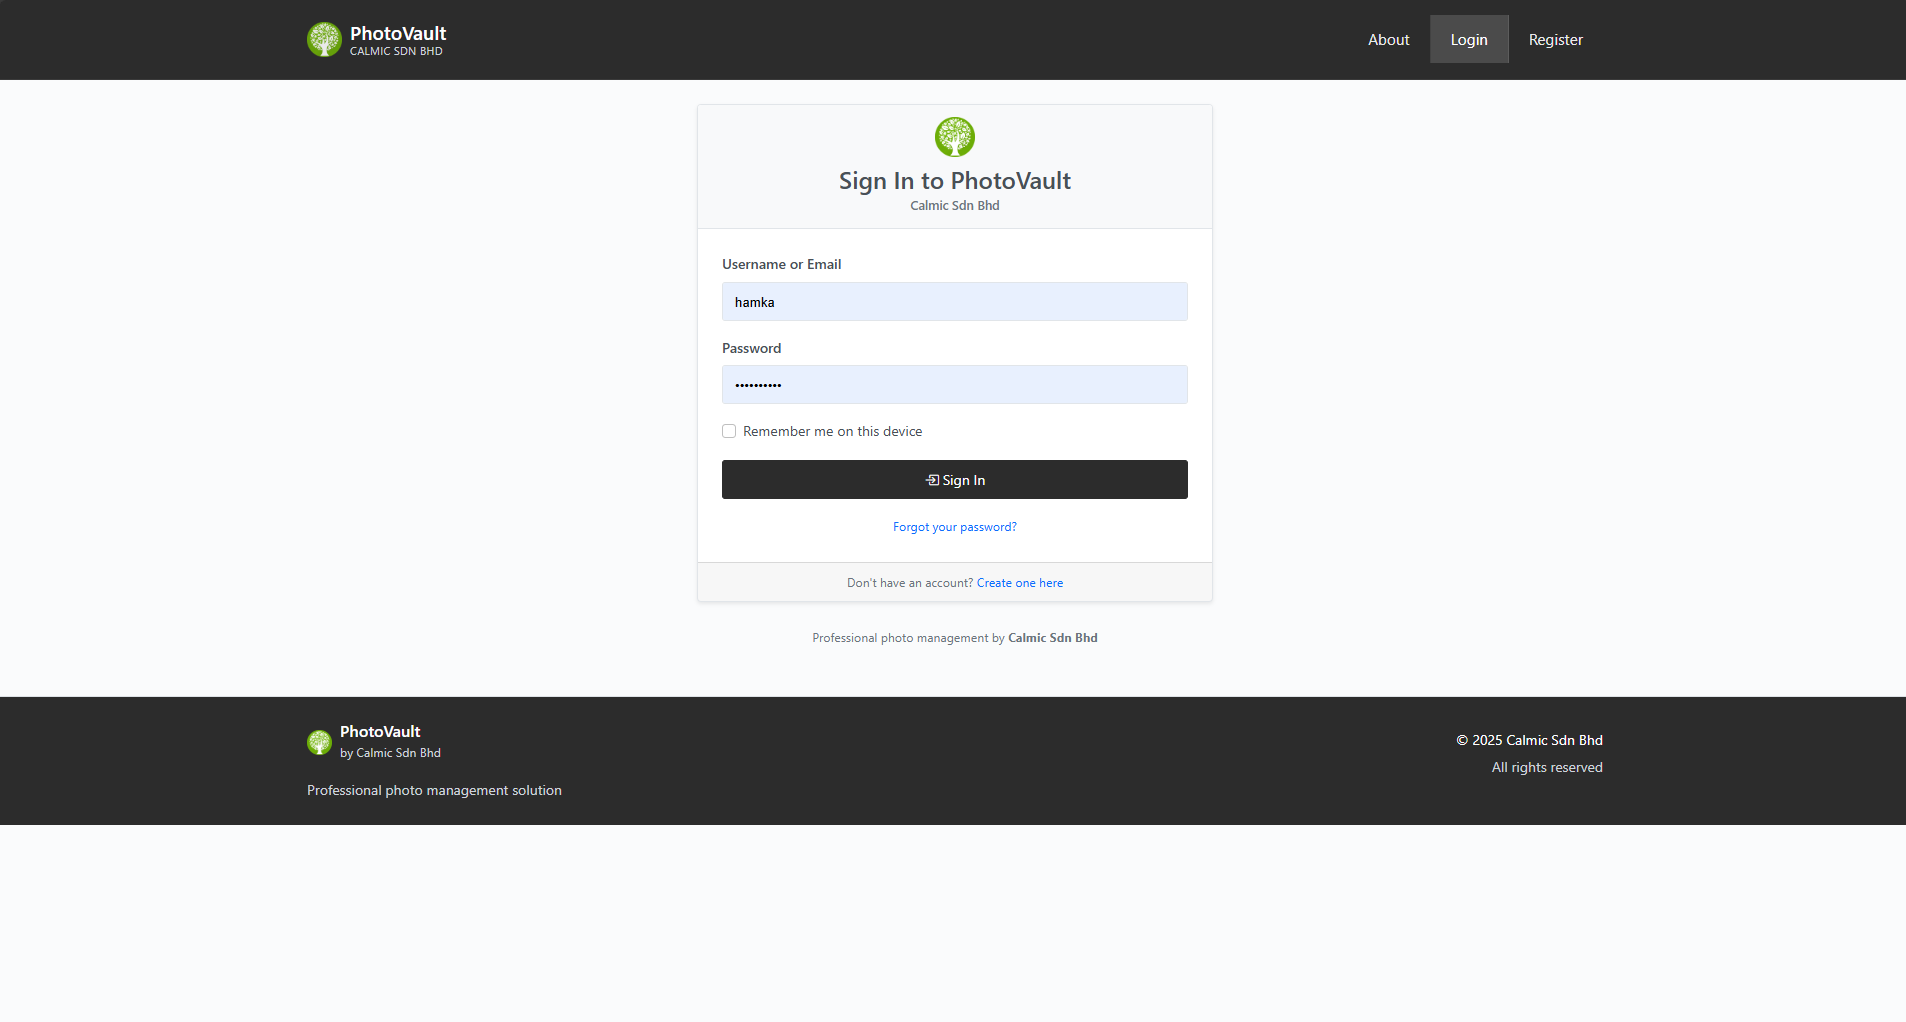 PhotoVault
CALMIC SDN BHD
About
Login
Register
Sign In to PhotoVault
Calmic Sdn Bhd
Username or Email
hamka
Password
••••••••••
Remember me on this device
Sign In
Forgot your password?
Don't have an account? Create one here
Professional photo management by Calmic Sdn Bhd
PhotoVault
by Calmic Sdn Bhd
Professional photo management solution
© 2025 Calmic Sdn Bhd
All rights reserved